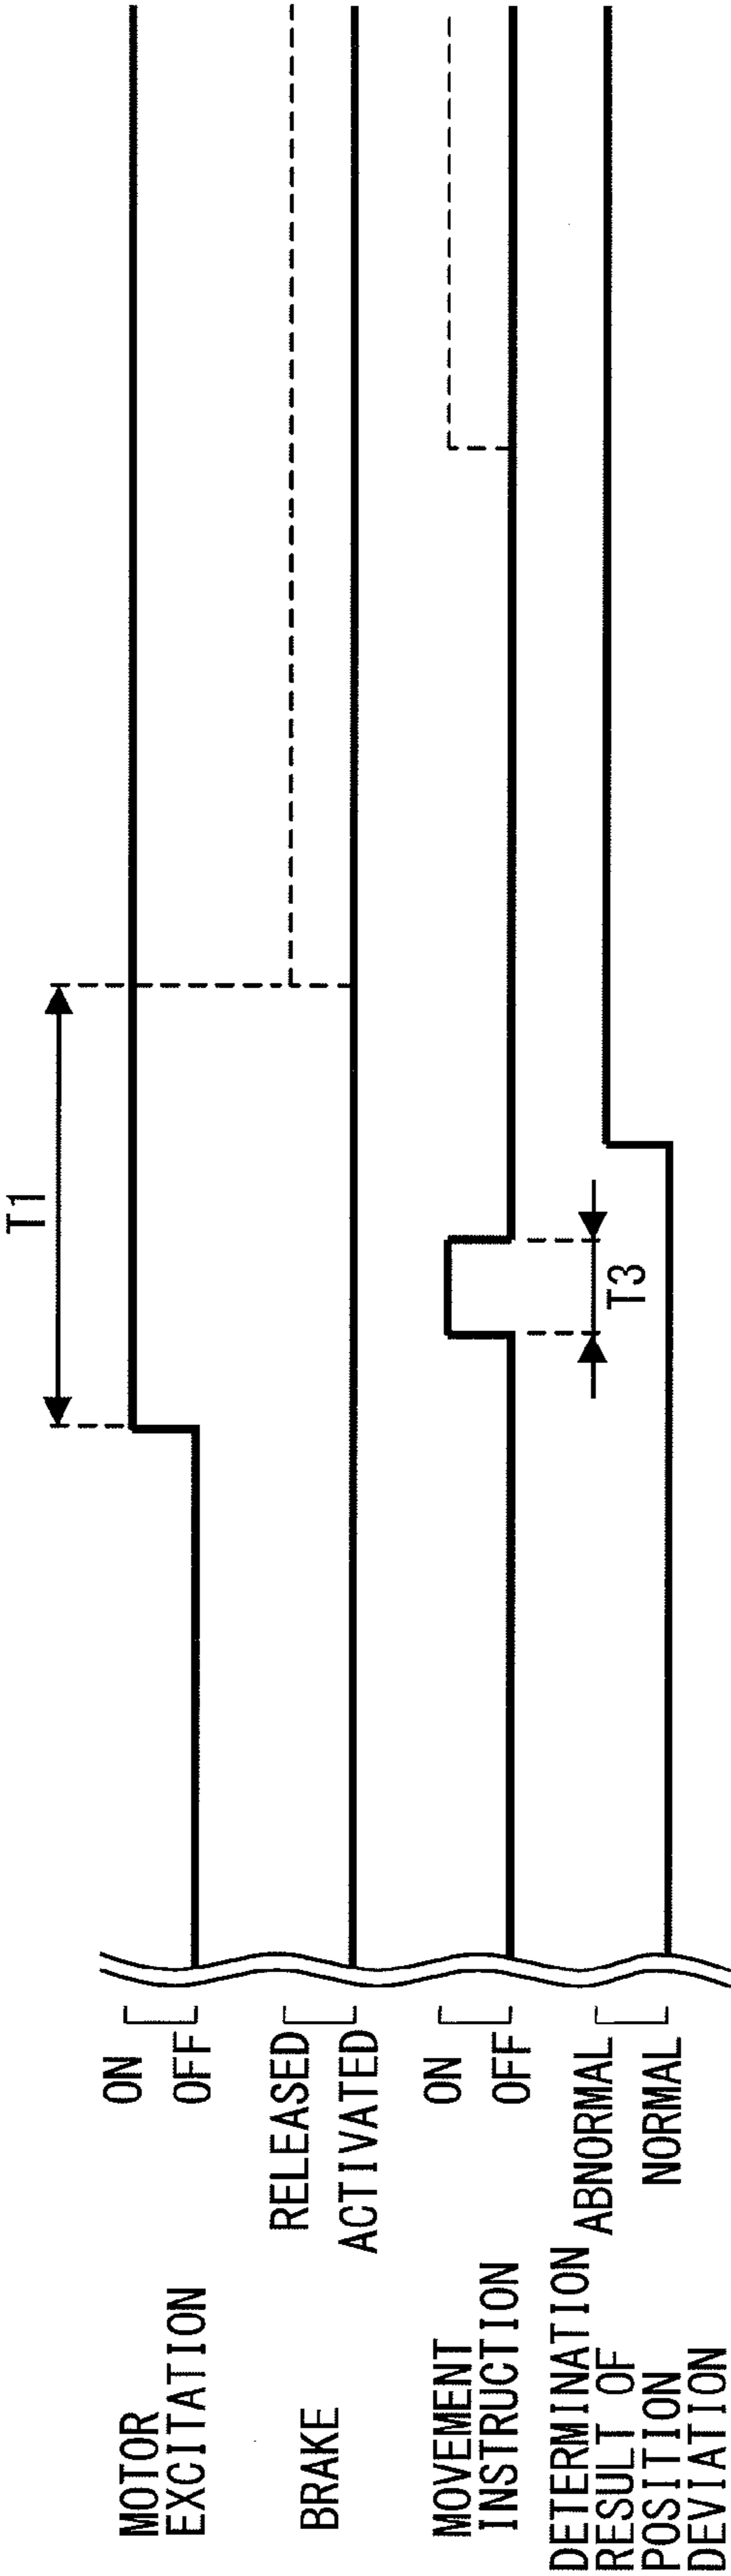 T1
MOTOR
EXCITATION
ON
OFF
BRAKE
RELEASED
ACTIVATED
MOVEMENT
INSTRUCTION
ON
OFF
T3
DETERMINATION
RESULT OF
POSITION
DEVIATION
ABNORMAL
NORMAL